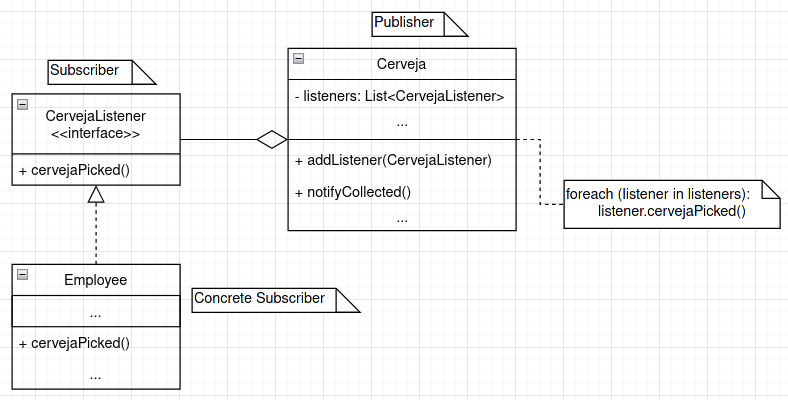 Publisher
Cerveja
- listeners: List<CervejaListener>
...
+ addListener(CervejaListener)
+ notifyCollected()
...
Subscriber
CervejaListener
<<interface>>
+ cervejaPicked()
foreach (listener in listeners):
listener.cervejaPicked()
Employee
...
+ cervejaPicked()
...
Concrete Subscriber